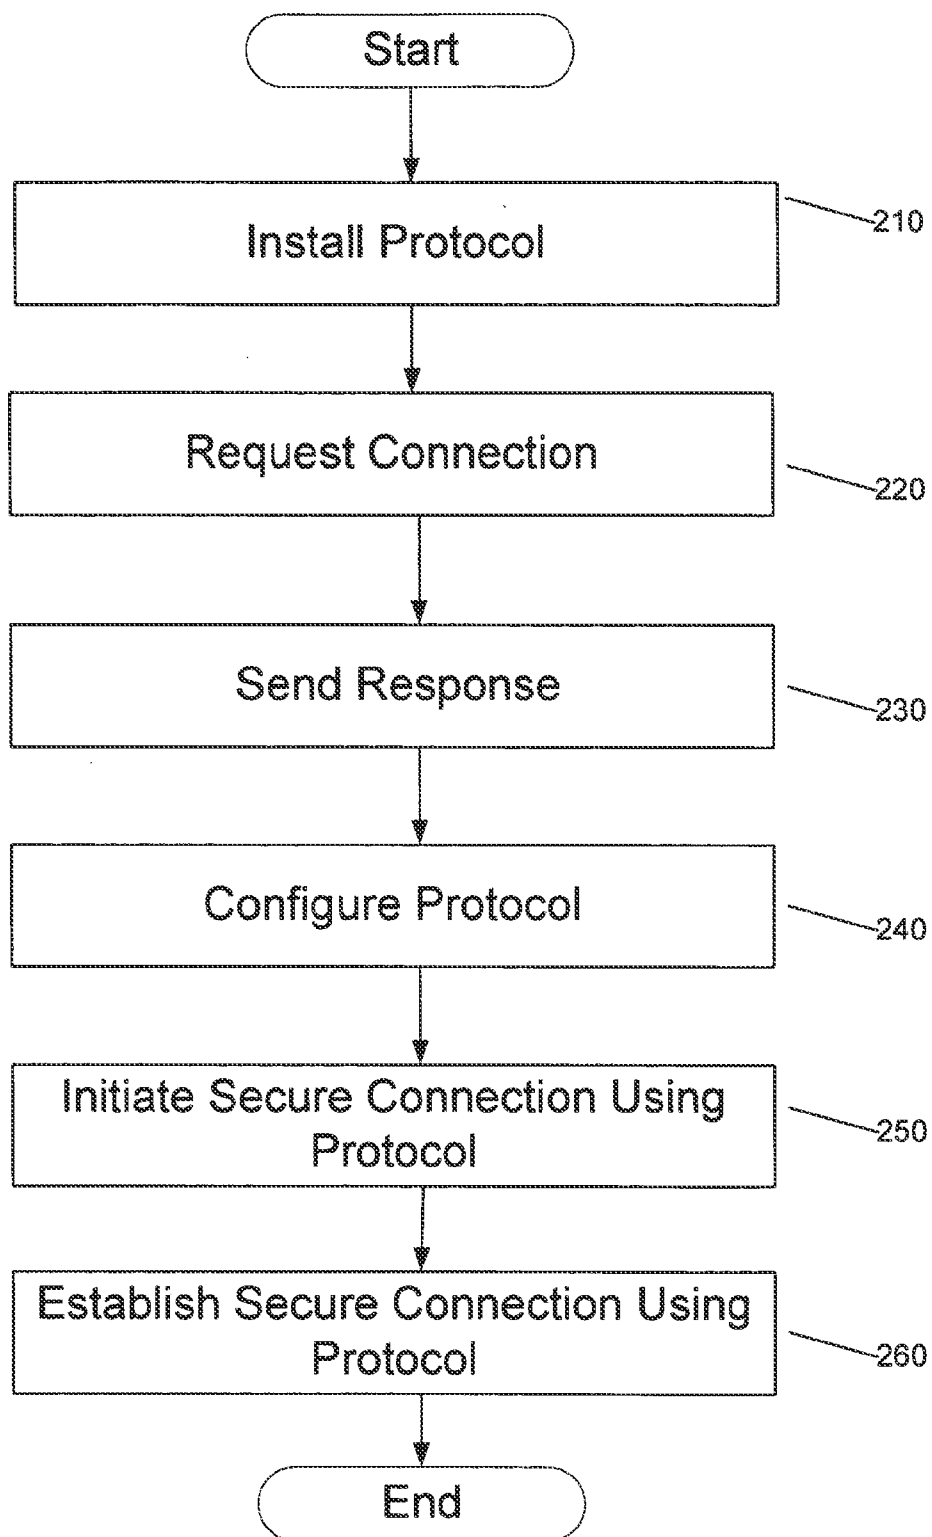 Start
Install Protocol
210
Request Connection
220
Send Response
230
Configure Protocol
240
Initiate Secure Connection Using
Protocol
250
Establish Secure Connection Using
Protocol
260
End